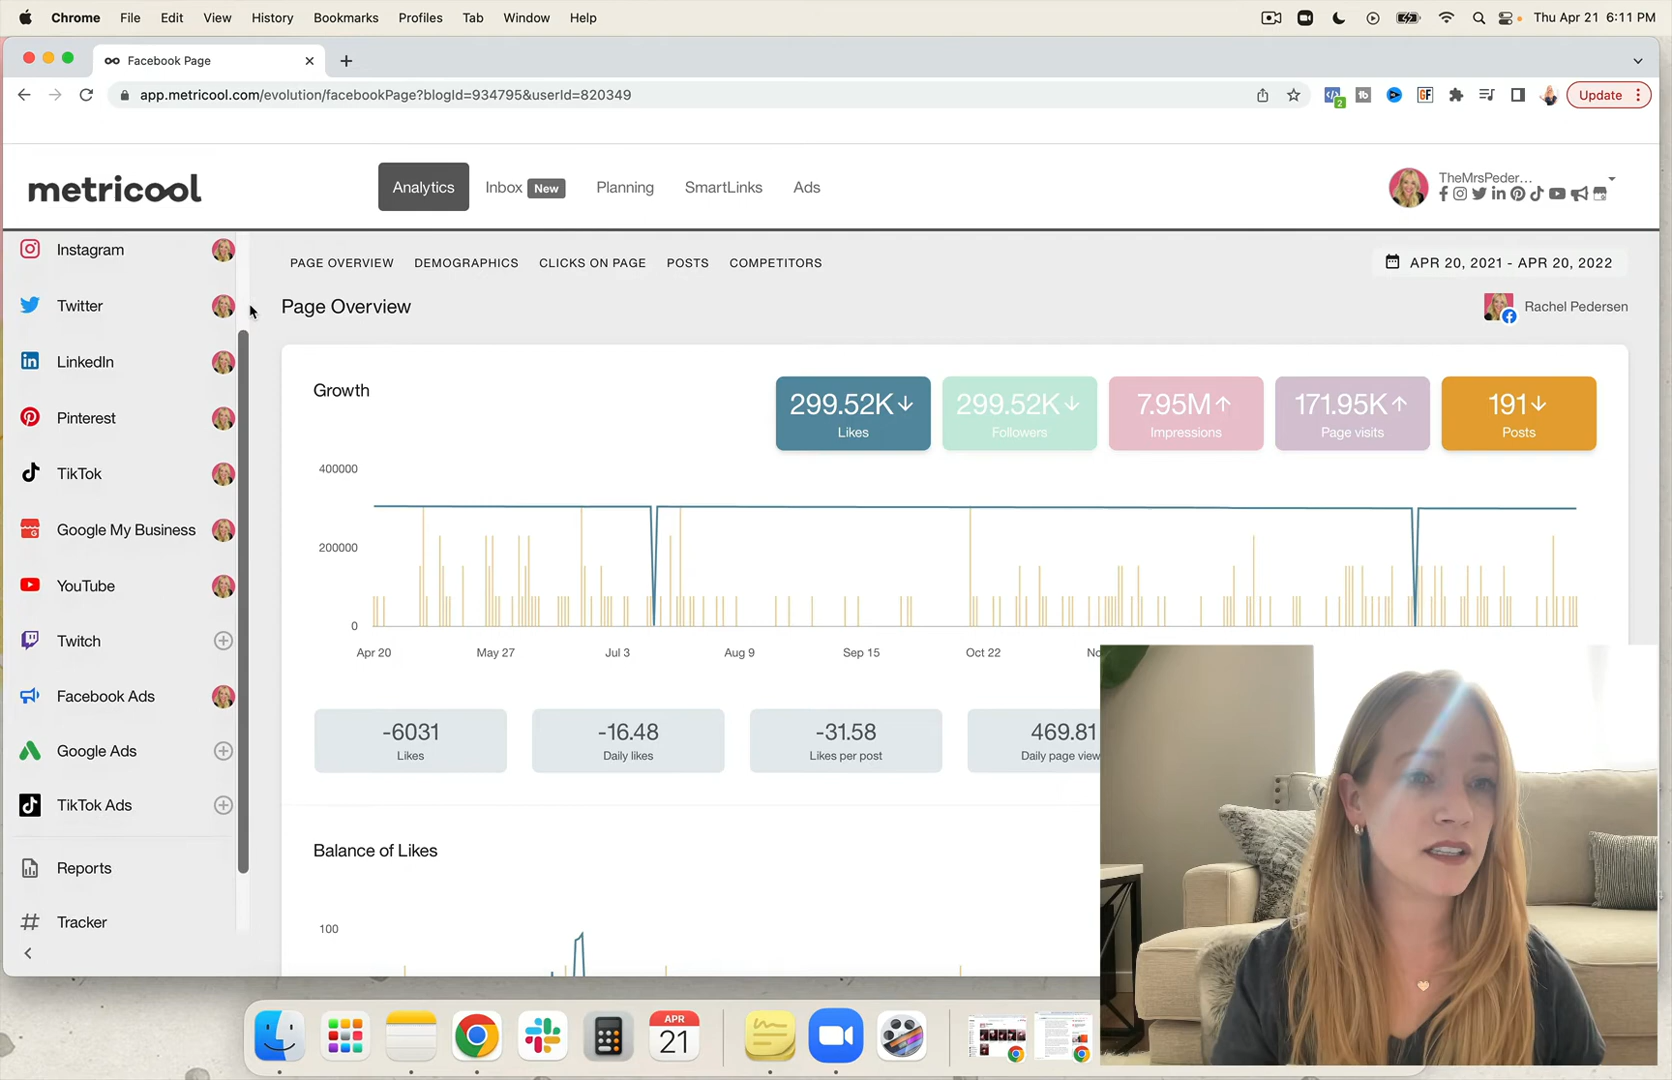 Chrome File Edit View History Bookmarks Profiles Tab Window Help Thu Apr 21 6:11 PM
Facebook Page
app.metricool.com/evolution/facebookPage?blogId=934795&userId=820349
2 tb GF Update
metricool
Analytics Inbox New Planning SmartLinks Ads
TheMrsPeder...
Instagram
Twitter
LinkedIn
Pinterest
TikTok
Google My Business
YouTube
Twitch
Facebook Ads
Google Ads
TikTok Ads
Reports
Tracker
PAGE OVERVIEW DEMOGRAPHICS CLICKS ON PAGE POSTS COMPETITORS
APR 20, 2021 - APR 20, 2022
Page Overview
Rachel Pedersen
Growth
299.52K Likes
299.52K Followers
7.95M Impressions
171.95K Page visits
191 Posts
400000
200000
0
Apr 20 May 27 Jul 3 Aug 9 Sep 15 Oct 22
-6031 Likes
-16.48 Daily likes
-31.58 Likes per post
469.81 Daily page view
Balance of Likes
100
APR
21